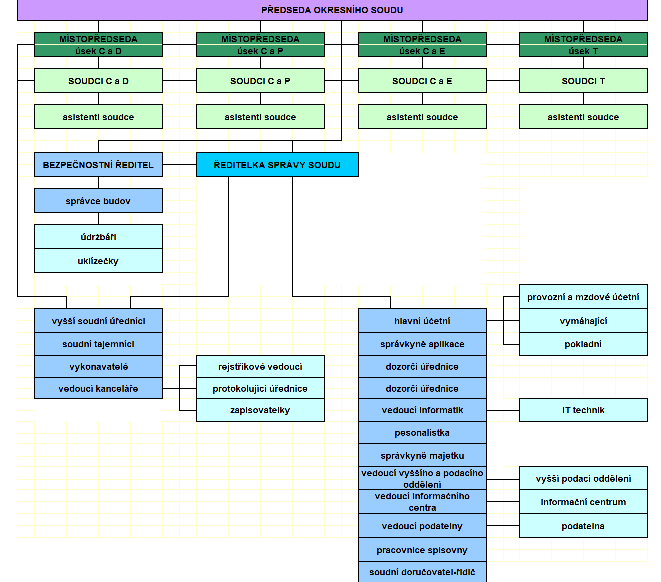 PŘEDSEDA OKRESNÍHO SOUDU
MÍSTOPŘEDSEDA
úsek C a D
MÍSTOPŘEDSEDA
úsek C a P
MÍSTOPŘEDSEDA
úsek C a E
MÍSTOPŘEDSEDA
úsek T
SOUDCI C a D
SOUDCI C a P
SOUDCI C a E
SOUDCI T
asistenti soudce
asistenti soudce
asistenti soudce
asistenti soudce
BEZPEČNOSTNÍ ŘEDITEL
ŘEDITELKA SPRÁVY SOUDU
správce budov
údržbáři
uklízečky
vyšší soudní úředníci
soudní tajemníci
vykonavatelé
vedoucí kanceláře
rejstříkové vedoucí
protokolující úřednice
zapisovatelky
hlavní účetní
správkyně aplikace
dozorčí úřednice
dozorčí úřednice
vedoucí informatik
pesonalistka
správkyně majetku
vedoucí vyššího a podacího
oddělení
vedoucí informačního
centra
vedoucí podatelny
pracovnice spisovny
soudní doručovatel-řidič
provozní a mzdové účetní
vymáhající
pokladní
IT technik
vyšší podací oddělení
informační centrum
podatelna